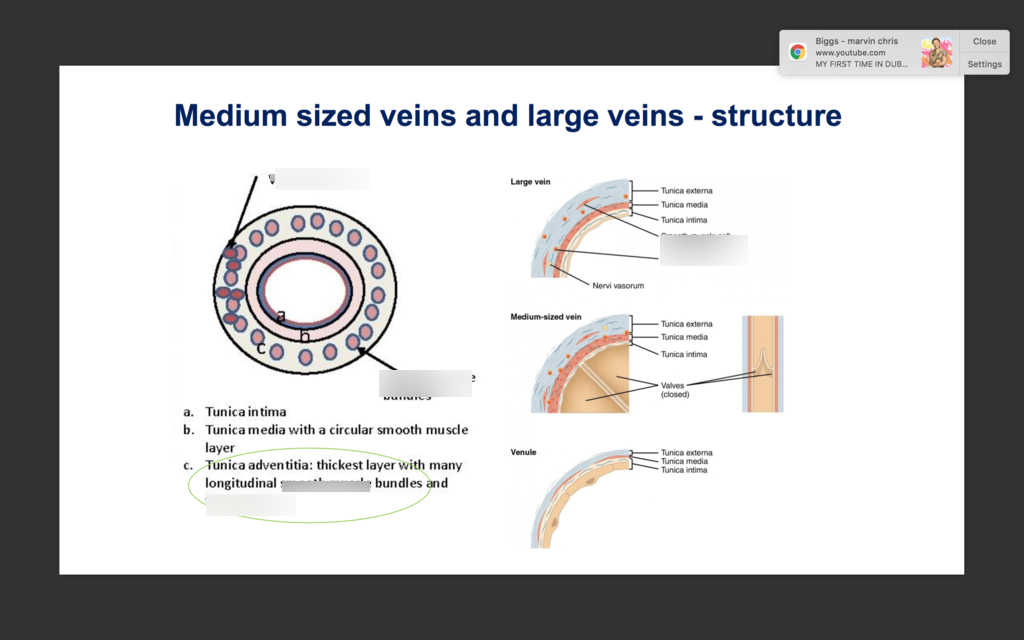 Biggs - marvin chris
www.youtube.com
MY FIRST TIME IN DUB...
Close
Settings
Medium sized veins and large veins - structure
a
b
c
a. Tunica intima
b. Tunica media with a circular smooth muscle
layer
c. Tunica adventitia: thickest layer with many
longitudinal bundles and
Large vein
Tunica externa
Tunica media
Tunica intima
Nervi vasorum
Medium-sized vein
Tunica externa
Tunica media
Tunica intima
Valves
(closed)
Venule
Tunica externa
Tunica media
Tunica intima